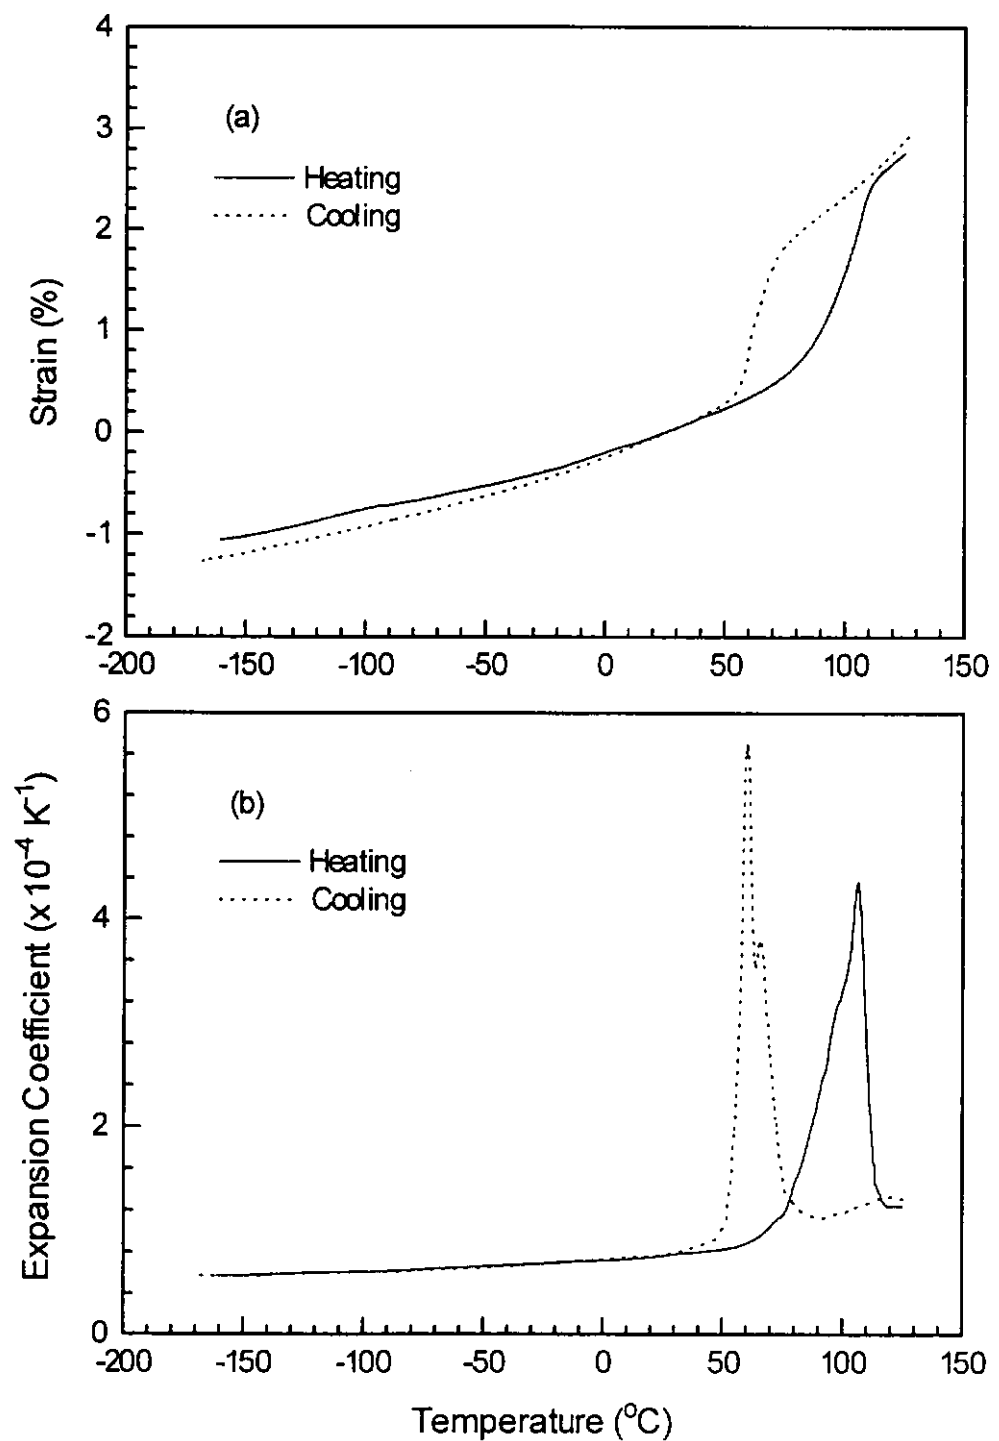 4
(a)
3
Heating
Cooling
2
Strain (%)
1
0
-1
-2
-200 -150 -100 -50 0 50 100 150
6
(b)
Heating
Cooling
4
Expansion Coefficient (x 10⁻⁴ K⁻¹)
2
0
-200 -150 -100 -50 0 50 100 150
Temperature (°C)